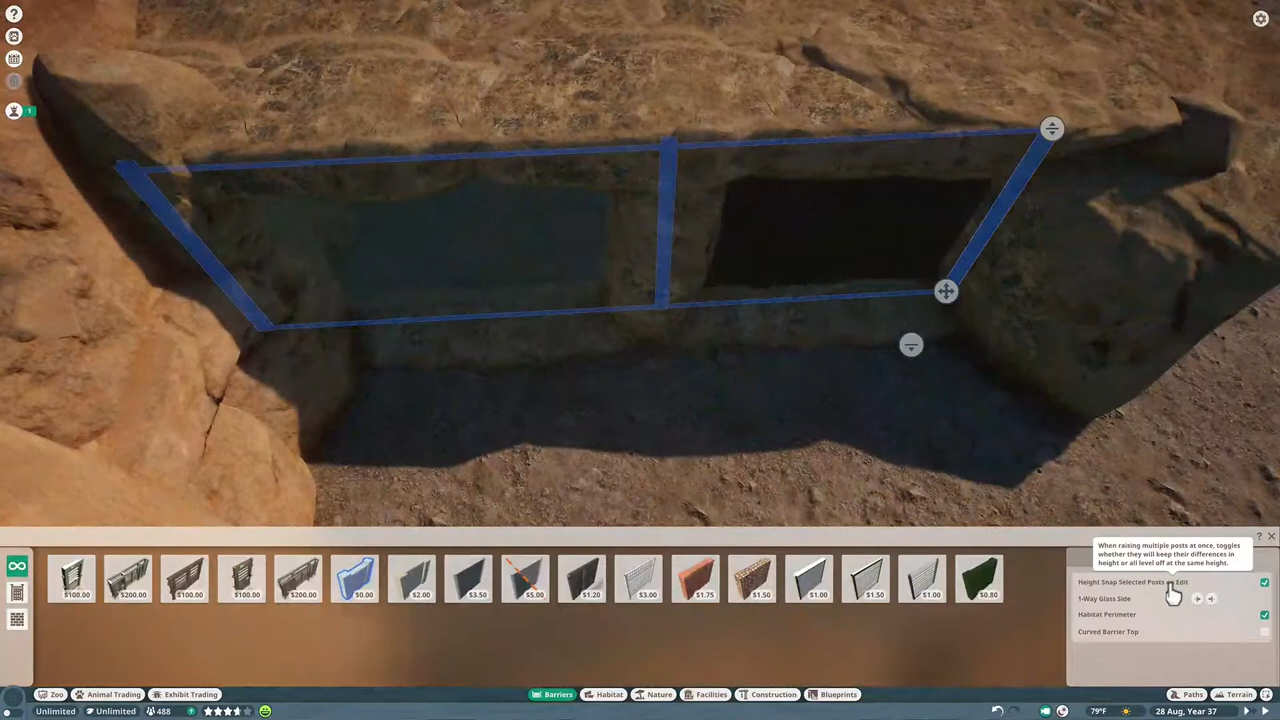 ?
1
? ×
When raising multiple posts at once, toggles
whether they will keep their differences in
height or all level off at the same height.
Height Snap Selected Posts Edit
1-Way Glass Side
Habitat Perimeter
Curved Barrier Top
$100.00 $200.00 $100.00 $100.00 $200.00 $0.00 $2.00 $3.50 $5.00 $1.20 $3.00 $1.75 $1.50 $1.00 $1.50 $1.00 $0.80
Zoo Animal Trading Exhibit Trading Barriers Habitat Nature Facilities Construction Blueprints Paths Terrain
Unlimited Unlimited 488 79°F 28 Aug, Year 37